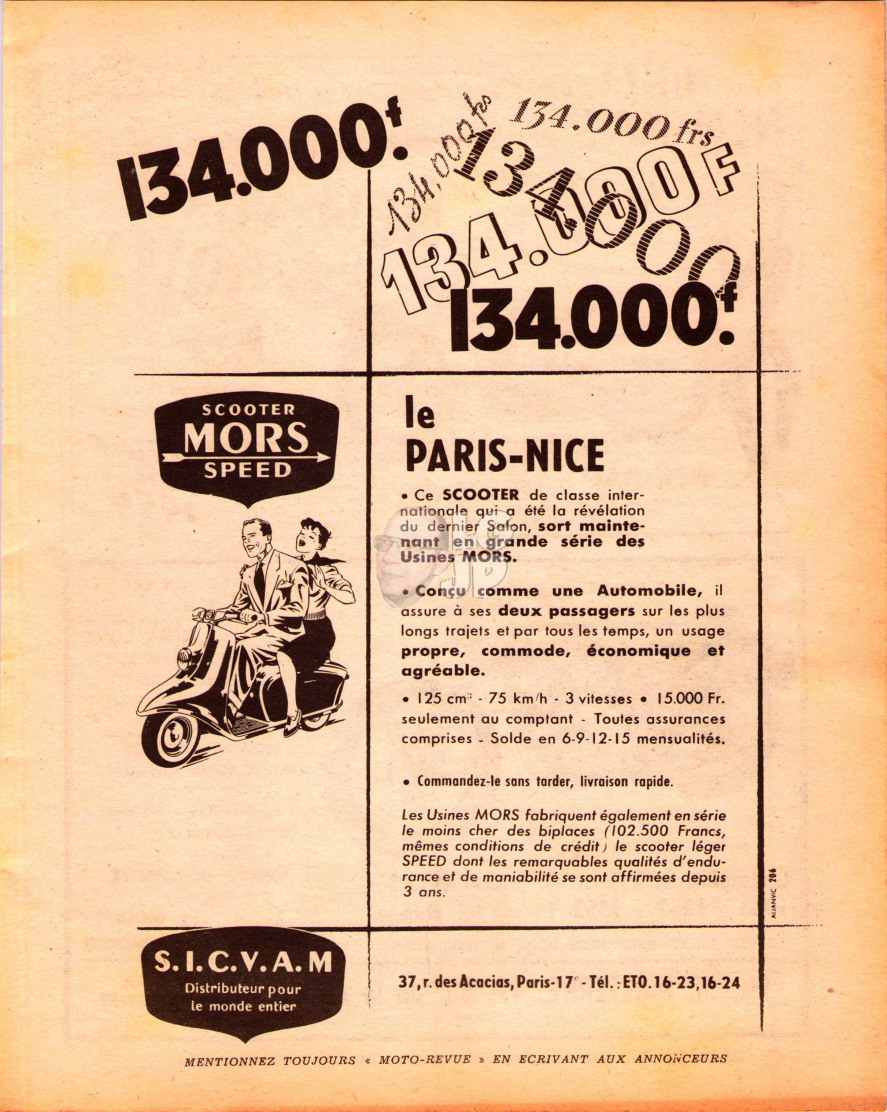 134.000f.
134.000 frs
134.000 frs
134.000
134.000 F
134.000f.
SCOOTER
MORS
SPEED
le
PARIS-NICE
• Ce SCOOTER de classe inter-
nationale qui a été la révélation
du dernier Salon, sort mainte-
nant en grande série des
Usines MORS.
• Conçu comme une Automobile, il
assure à ses deux passagers sur les plus
longs trajets et par tous les temps, un usage
propre, commode, économique et
agréable.
• 125 cm³ - 75 km/h - 3 vitesses • 15.000 Fr.
seulement au comptant - Toutes assurances
comprises - Solde en 6-9-12-15 mensualités.
• Commandez-le sans tarder, livraison rapide.
Les Usines MORS fabriquent également en série
le moins cher des biplaces (102.500 Francs,
mêmes conditions de crédit) le scooter léger
SPEED dont les remarquables qualités d'endu-
rance et de maniabilité se sont affirmées depuis
3 ans.
206
S.I.C.V.A.M
Distributeur pour
le monde entier
37, r. des Acacias, Paris-17e - Tél. : ETO. 16-23, 16-24
MENTIONNEZ TOUJOURS « MOTO-REVUE » EN ECRIVANT AUX ANNONCEURS